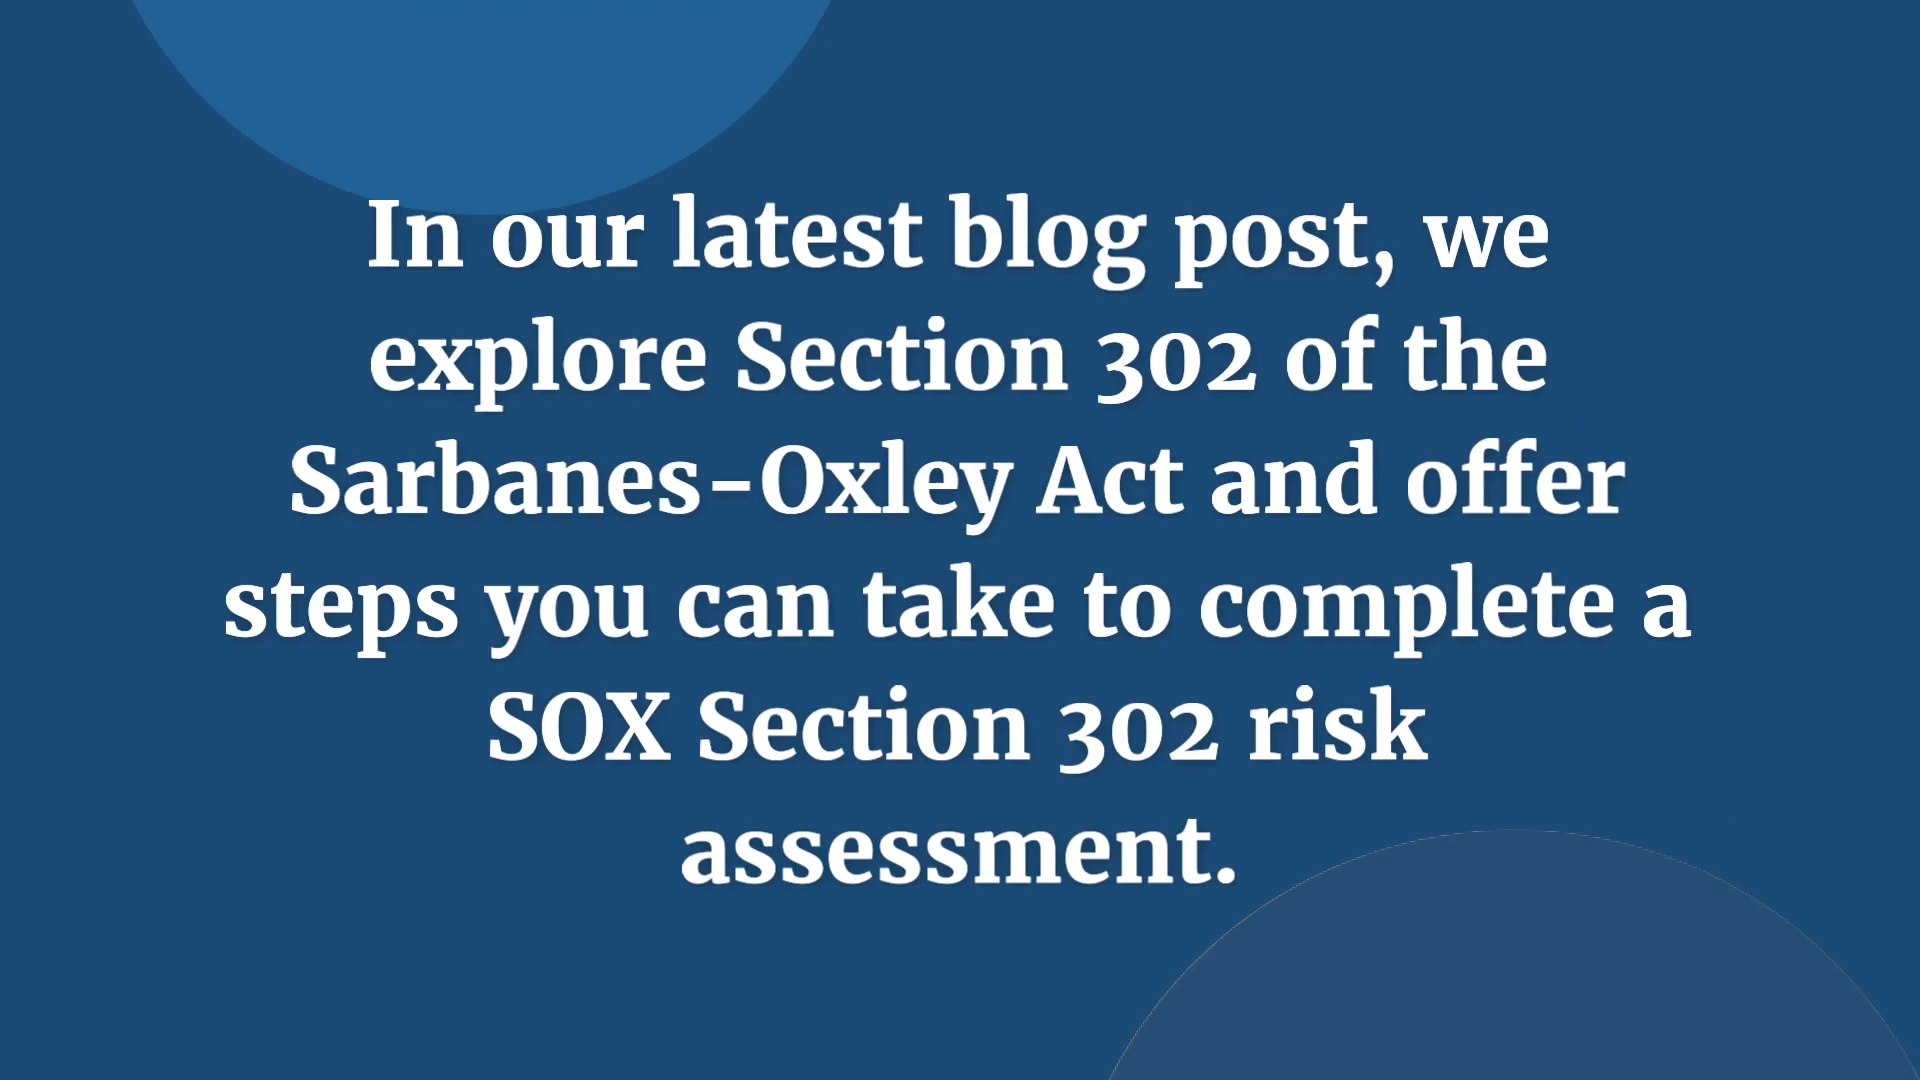 In our latest blog post, we
explore Section 302 of the
Sarbanes-Oxley Act and offer
steps you can take to complete a
SOX Section 302 risk
assessment.